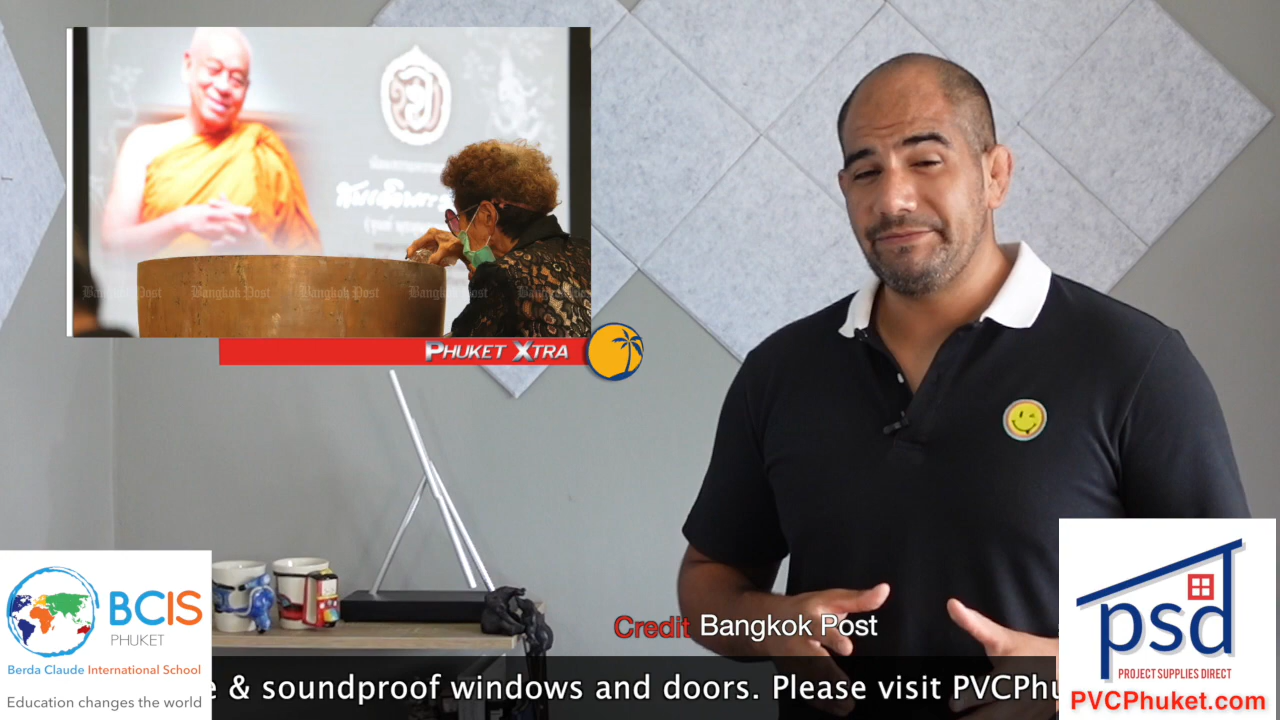 Bangkok Post Bangkok Post Bangkok Post Bangkok Post Bangkok Post
PHUKET XTRA
Credit Bangkok Post
BCIS
PHUKET
Berda Claude International School
Education changes the world
& soundproof windows and doors. Please visit PVCPhu
psd
PROJECT SUPPLIES DIRECT
PVCPhuket.com